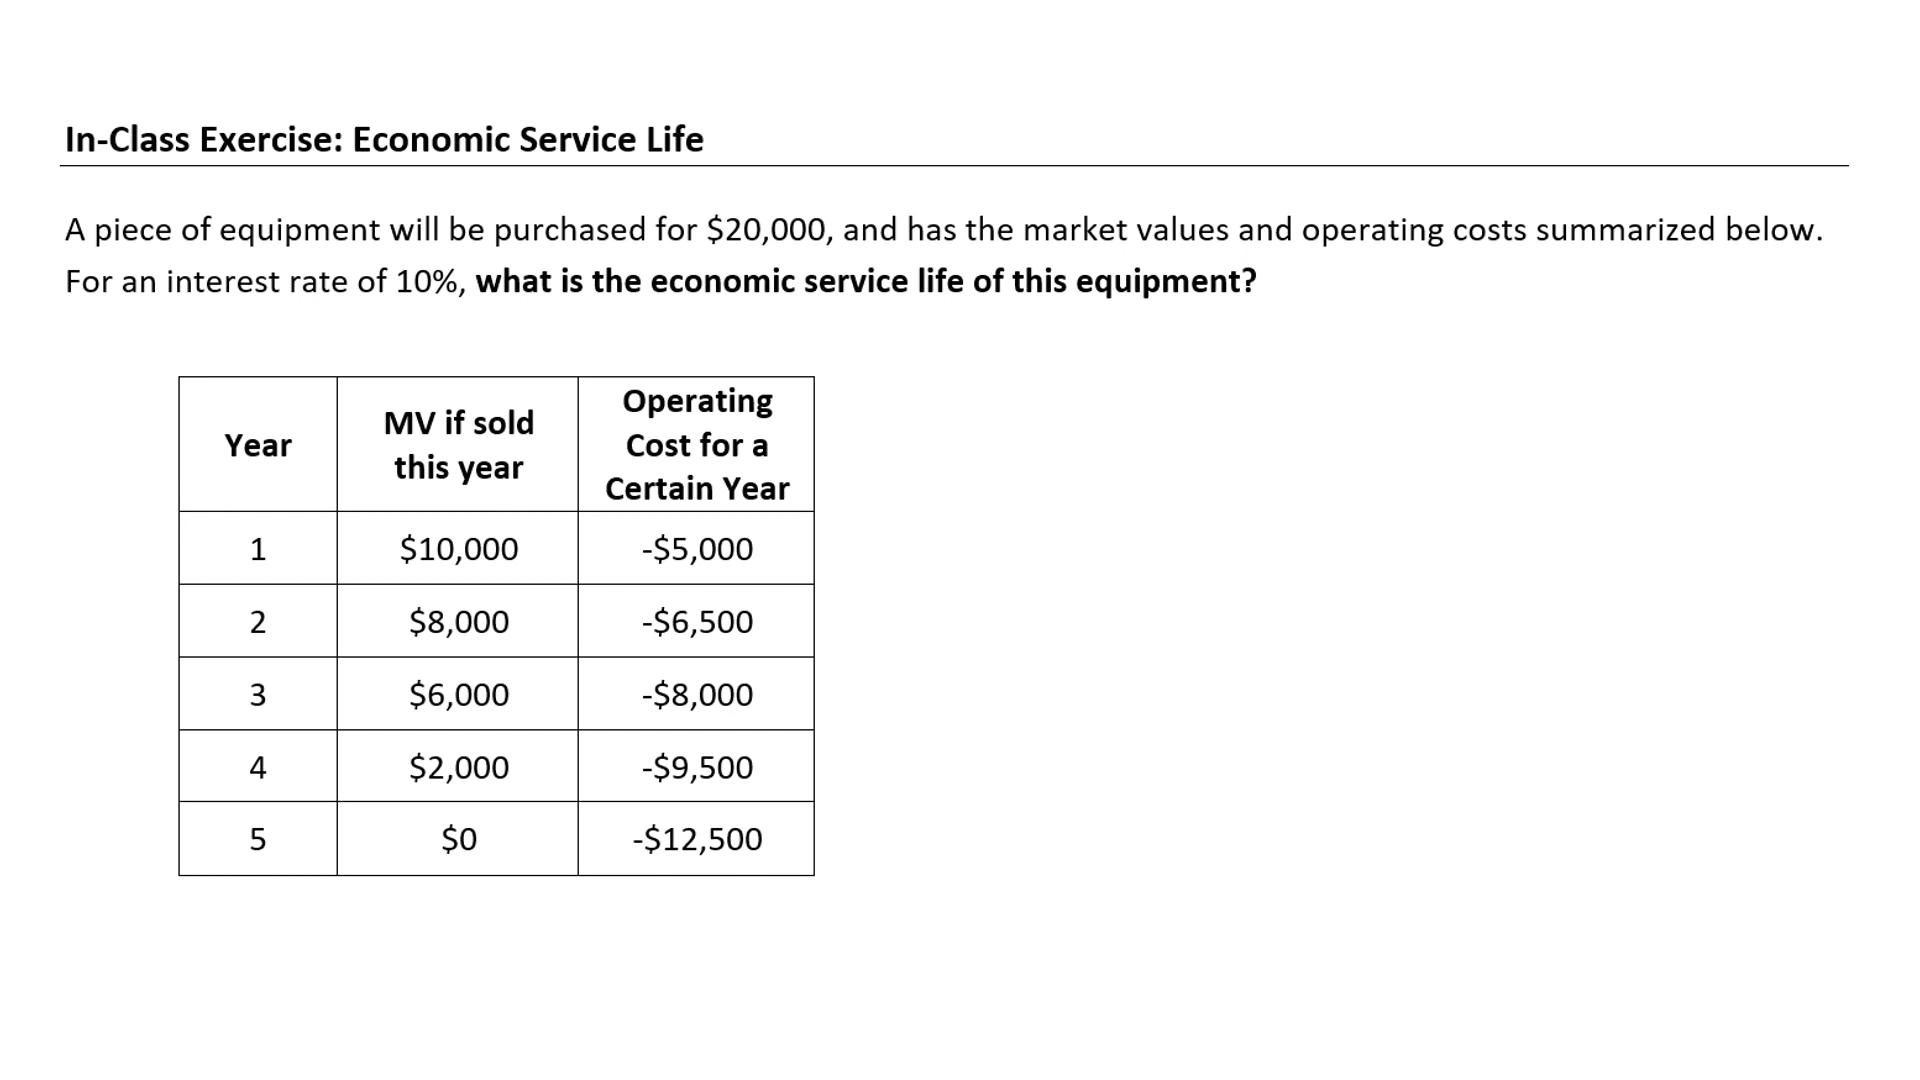 In-Class Exercise: Economic Service Life
A piece of equipment will be purchased for $20,000, and has the market values and operating costs summarized below.
For an interest rate of 10%, what is the economic service life of this equipment?
Year MV if sold this year Operating Cost for a Certain Year
1 $10,000 -$5,000
2 $8,000 -$6,500
3 $6,000 -$8,000
4 $2,000 -$9,500
5 $0 -$12,500